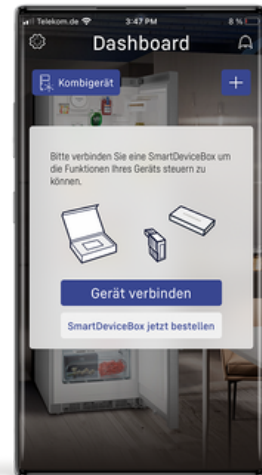 Telekom.de 3:47 PM 8 %
Dashboard
Kombigerät +
Bitte verbinden Sie eine SmartDeviceBox um
die Funktionen Ihres Geräts steuern zu
können.
Gerät verbinden
SmartDeviceBox jetzt bestellen